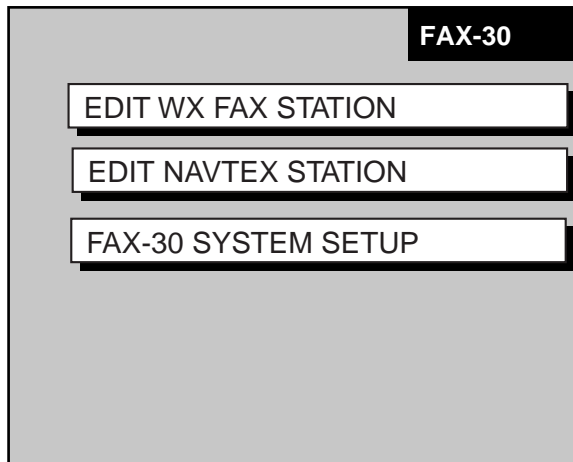 FAX-30
EDIT WX FAX STATION
EDIT NAVTEX STATION
FAX-30 SYSTEM SETUP